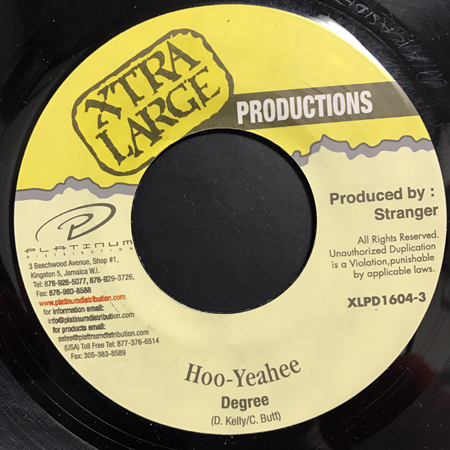 XTRA
LARGE
PRODUCTIONS
Produced by :
Stranger
All Rights Reserved.
Unauthorized Duplication
is a Violation,punishable
by applicable laws.
XLPD1604-3
PLATINUM
DISTRIBUTION
3 Beechwood Avenue, Shop #1,
Kingston 5, Jamaica W.I.
Tel: 876-926-5077, 876-929-3726,
Fax: 876-960-8588
www.platinumdistribution.com
for information email:
info@platinumdistribution.com
for products email:
sales@platinumdistribution.com
(USA) Toll Free Tel: 877-376-6514
Fax: 305-383-8589
Hoo-Yeahee
Degree
(D. Kelly/C. Butt)